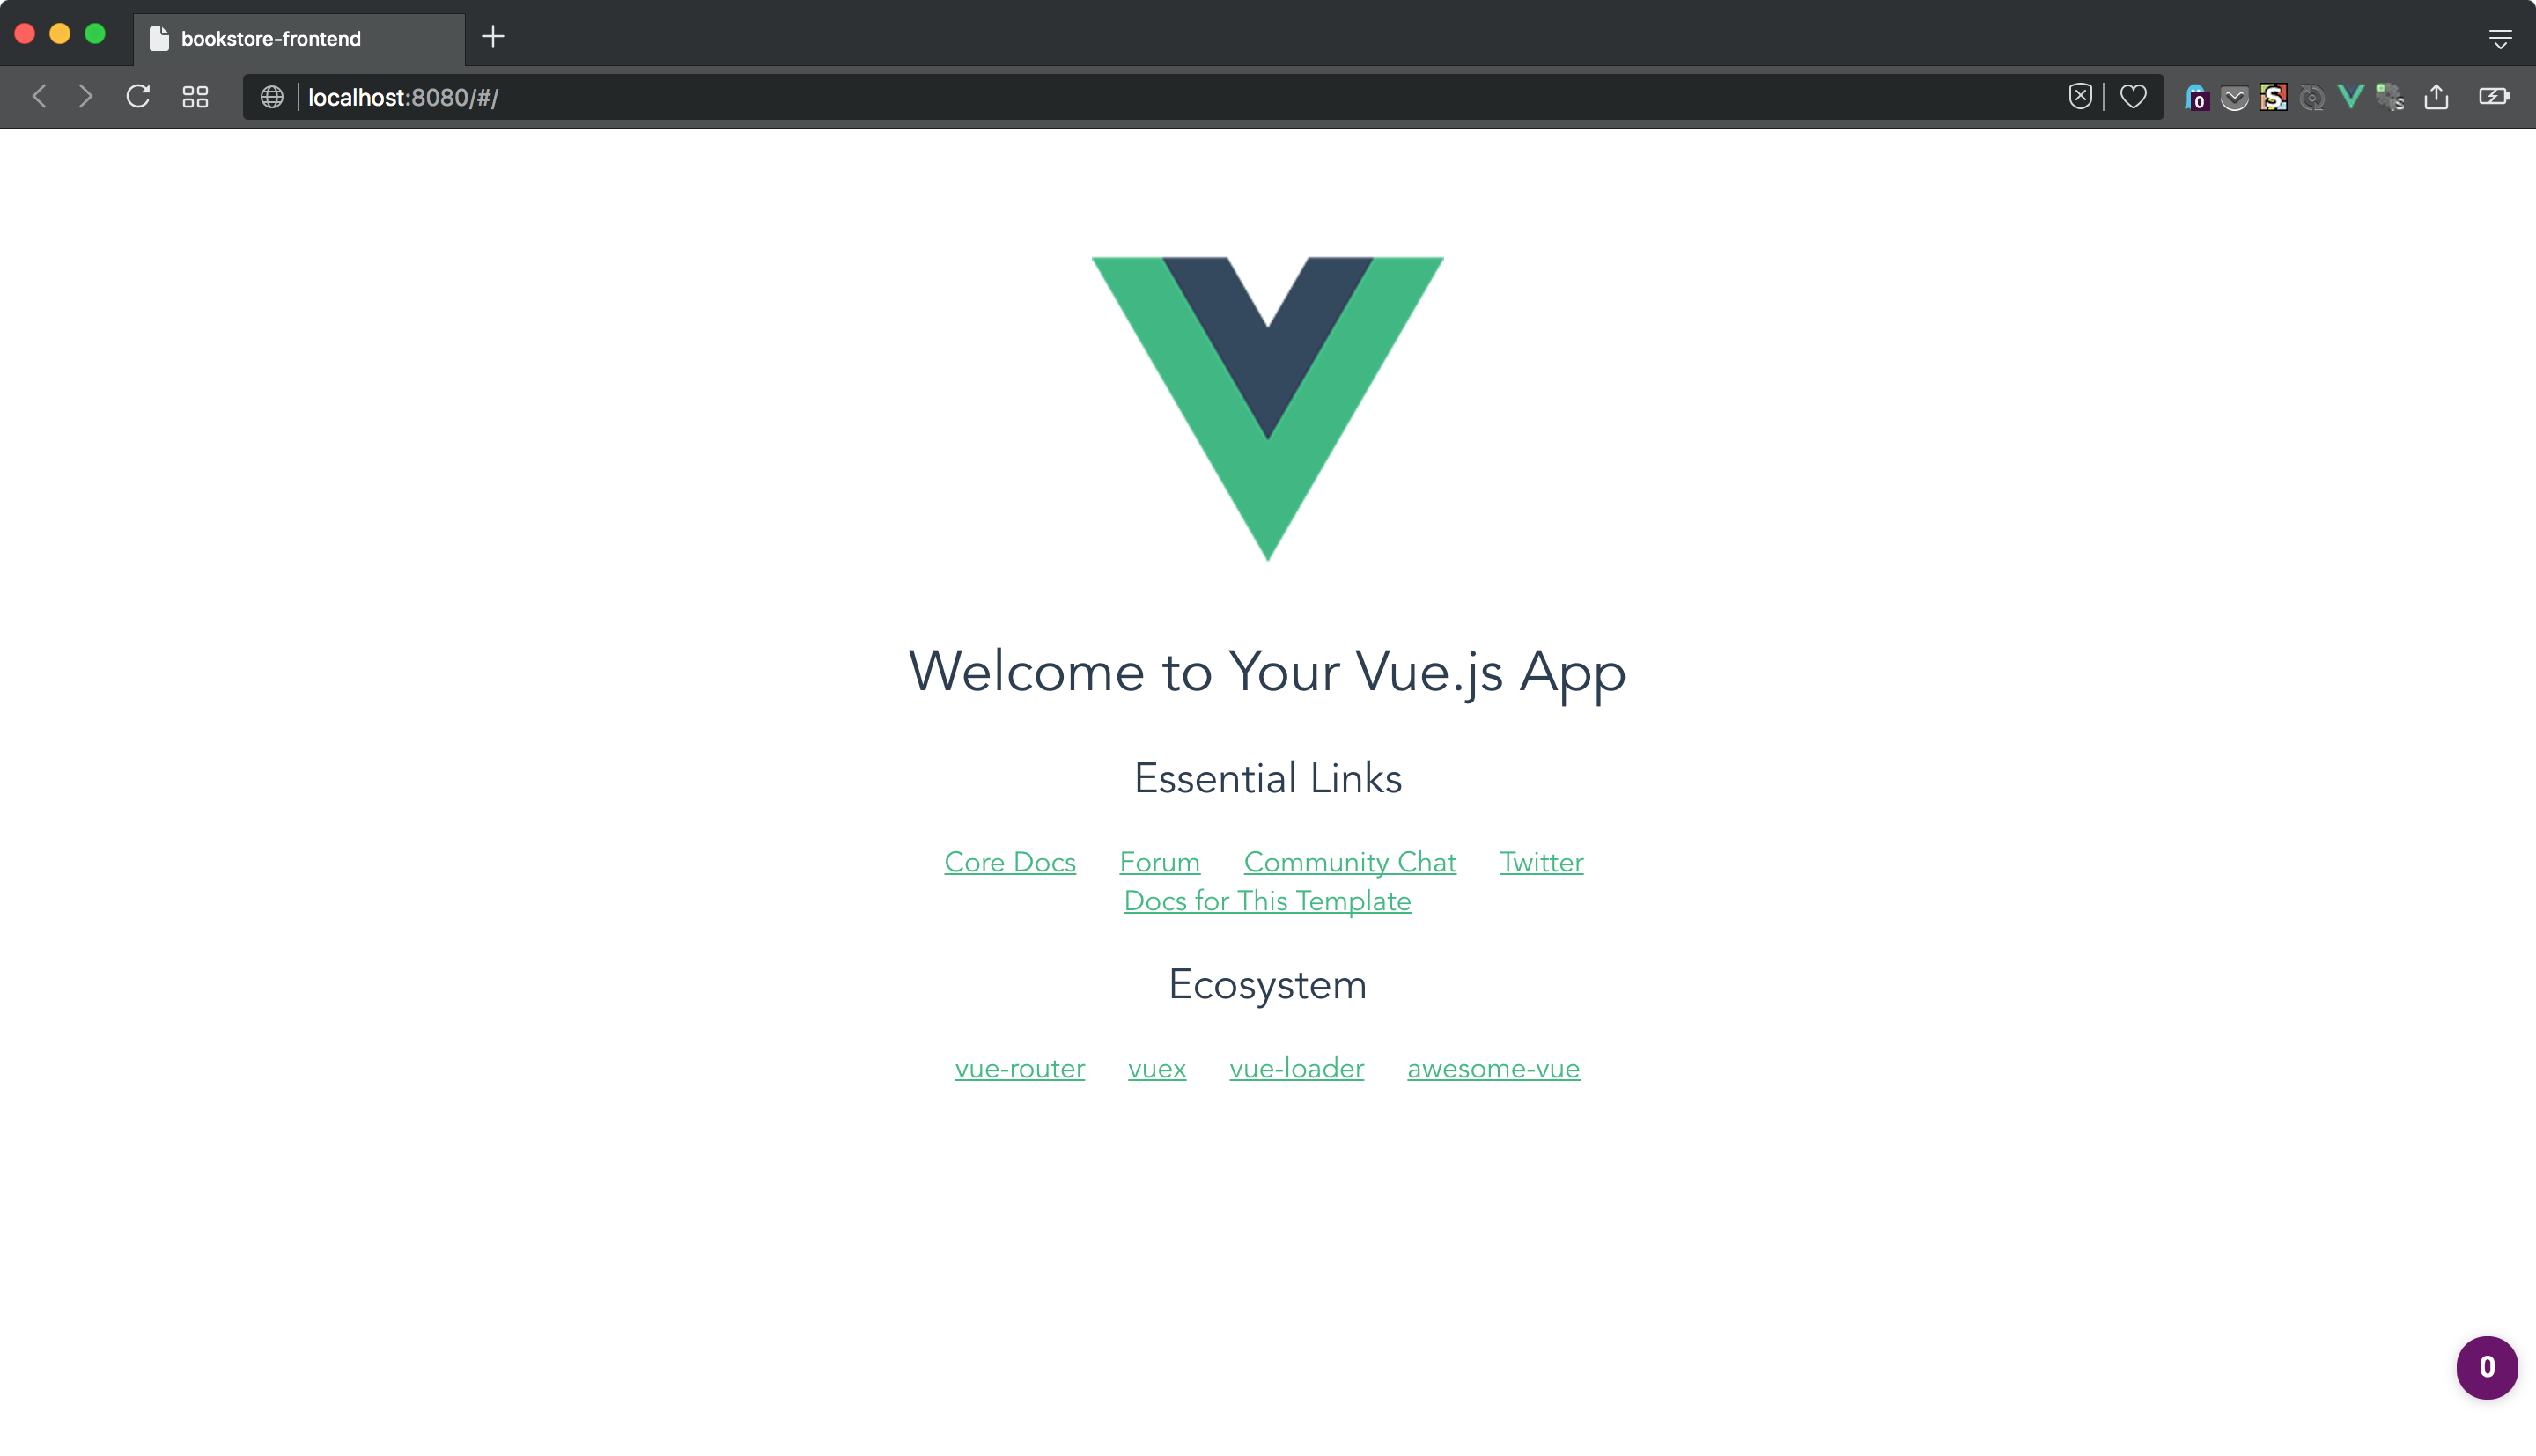 bookstore-frontend
localhost:8080/#/
0
S
S
Welcome to Your Vue.js App
Essential Links
Core Docs Forum Community Chat Twitter
Docs for This Template
Ecosystem
vue-router vuex vue-loader awesome-vue
0